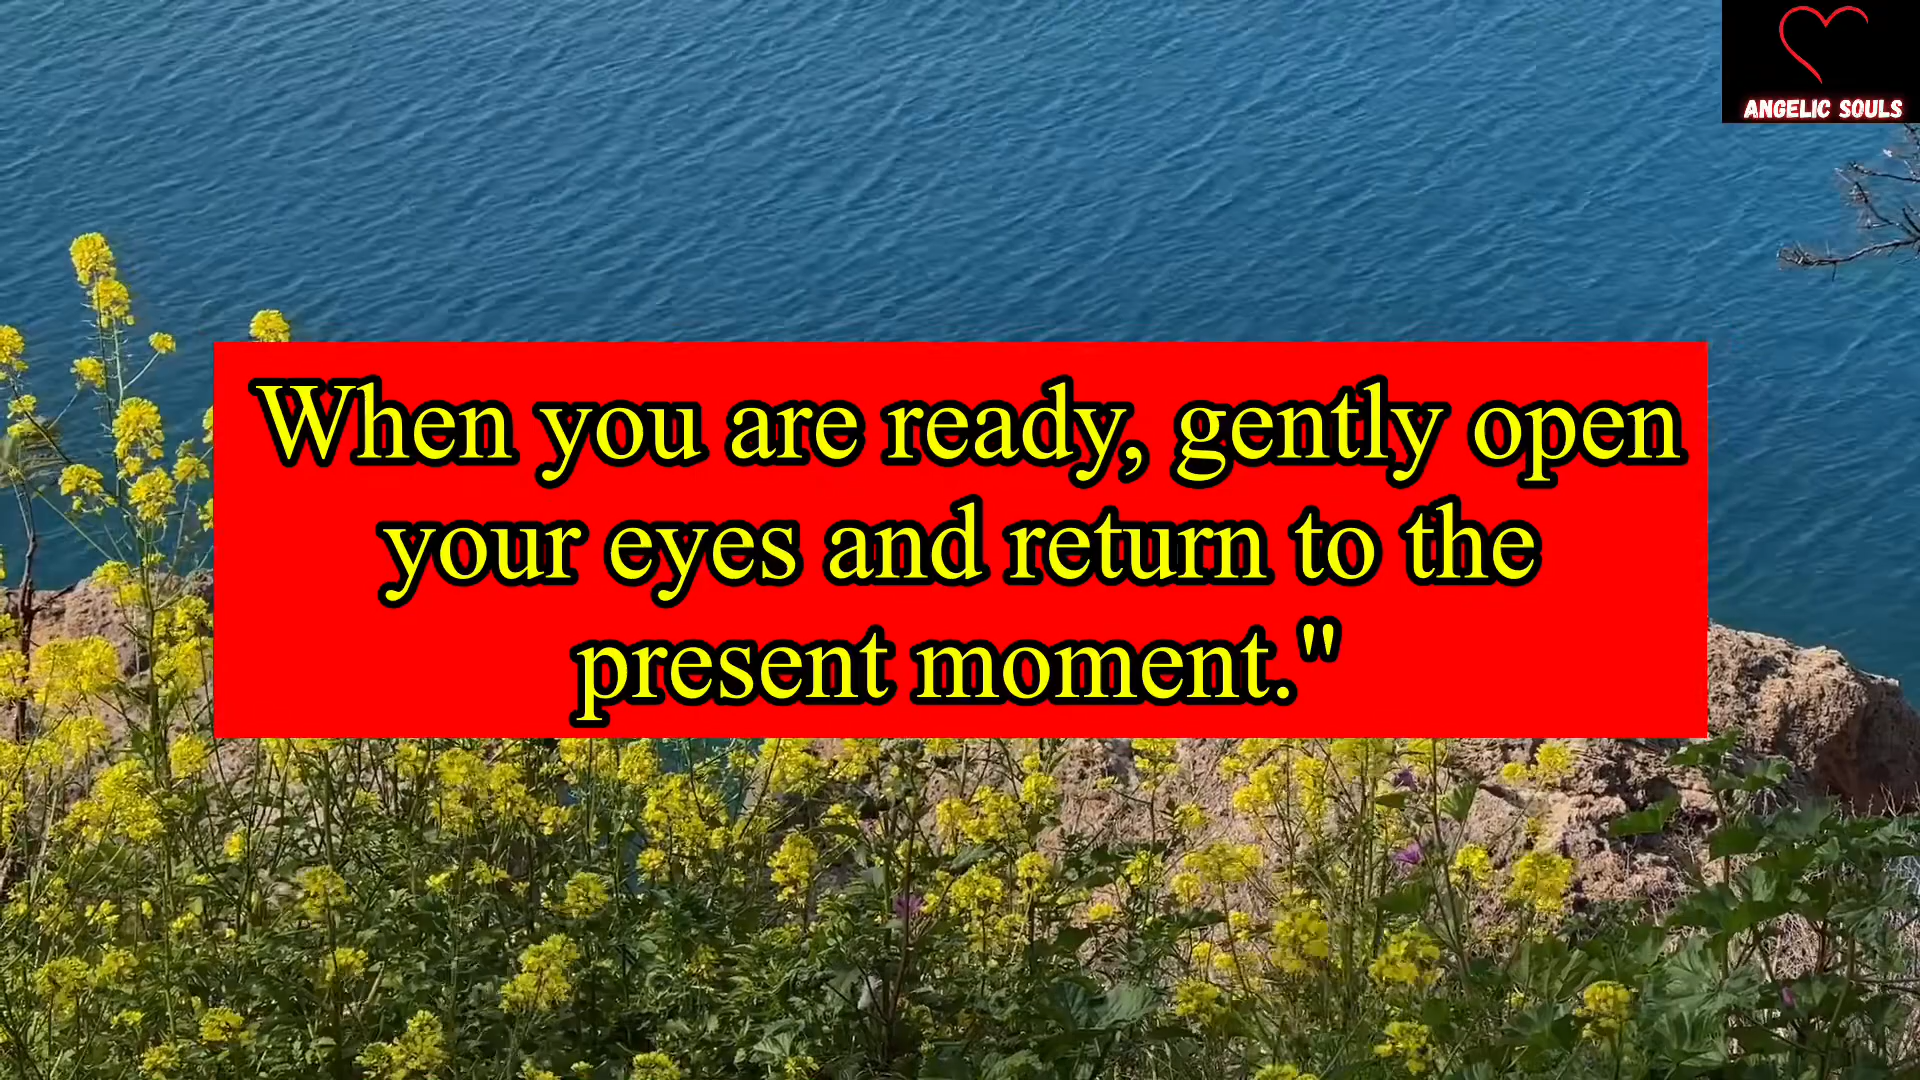 ANGELIC SOULS
When you are ready, gently open
your eyes and return to the
present moment."